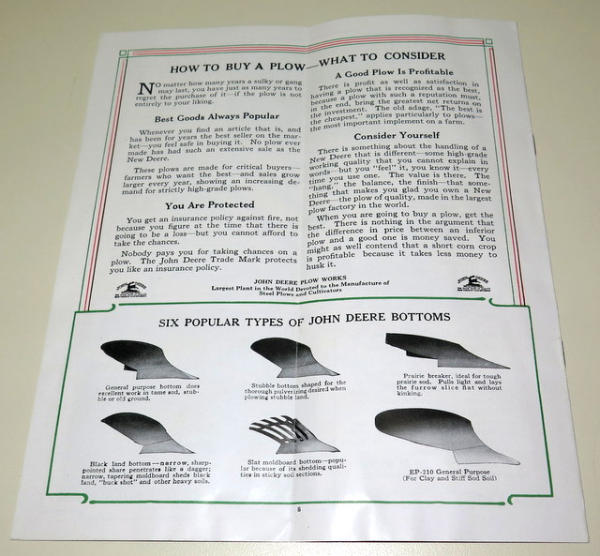 HOW TO BUY A PLOW—WHAT TO CONSIDER
NO matter how many years a sulky or gang
may last, you have just as many years to
regret the purchase of it—if the plow is not
entirely to your liking.
Best Goods Always Popular
Whenever you find an article that is, and
has been for years the best seller on the mar-
ket—you feel safe in buying it. No plow ever
made has had such an extensive sale as the
New Deere.
These plows are made for critical buyers—
farmers who want the best—and sales grow
larger every year, showing an increasing de-
mand for strictly high-grade plows.
You Are Protected
You get an insurance policy against fire, not
because you figure at the time that there is
going to be a loss—but you cannot afford to
take the chances.
Nobody pays you for taking chances on a
plow. The John Deere Trade Mark protects
you like an insurance policy.
A Good Plow Is Profitable
There is profit as well as satisfaction in
having a plow that is recognized as the best,
because a plow with such a reputation must,
in the end, bring the greatest net returns on
the investment. The old adage, "The best is
the cheapest," applies particularly to plows—
the most important implement on a farm.
Consider Yourself
There is something about the handling of a
New Deere that is different—some high-grade
working quality that you cannot explain in
words—but you "feel" it, you know it—every
time you use one. The value is there. The
"hang," the balance, the finish—that some-
thing that makes you glad you own a New
Deere—the plow of quality, made in the largest
plow factory in the world.
When you are going to buy a plow, get the
best. There is nothing in the argument that
the difference in price between an inferior
plow and a good one is money saved. You
might as well contend that a short corn crop
is profitable because it takes less money to
husk it.
JOHN DEERE PLOW WORKS
Largest Plant in the World Devoted to the Manufacture of
Steel Plows and Cultivators
JOHN DEERE
JOHN DEERE
SIX POPULAR TYPES OF JOHN DEERE BOTTOMS
General purpose bottom does
excellent work in tame sod, stub-
ble or old ground.
Stubble bottom shaped for the
thorough pulverizing desired when
plowing stubble land.
Prairie breaker, ideal for tough
prairie sod. Pulls light and lays
the furrow slice flat without
kinking.
Black land bottom—narrow, sharp-
pointed share penetrates like a dagger;
narrow, tapering moldboard sheds black
land, "buck shot" and other heavy soils.
Slat moldboard bottom—popu-
lar because of its shedding quali-
ties in sticky soil sections.
EP-210 General Purpose
(For Clay and Stiff Sod Soil)
5